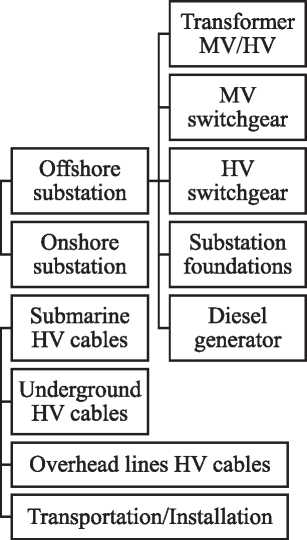 Transformer
MV/HV
MV
switchgear
Offshore
substation
HV
switchgear
Onshore
substation
Substation
foundations
Submarine
HV cables
Diesel
generator
Underground
HV cables
Overhead lines HV cables
Transportation/Installation